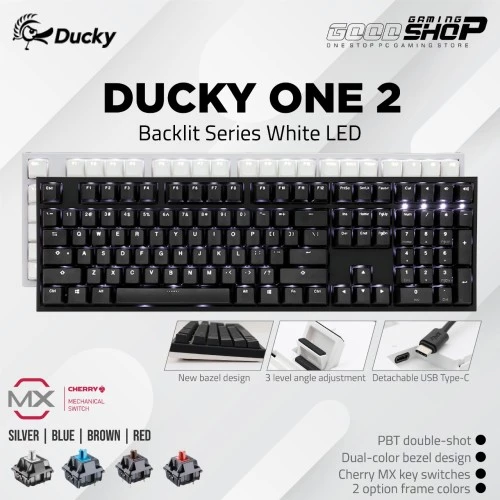 Ducky
GAMING
GOOD SHOP
ONE STOP PC GAMING STORE
DUCKY ONE 2
Backlit Series White LED
New bazel design
3 level angle adjustment
Detachable USB Type-C
MX
CHERRY
MECHANICAL
SWITCH
SILVER | BLUE | BROWN | RED
PBT double-shot
Dual-color bezel design
Cherry MX key switches
2 option frame colors